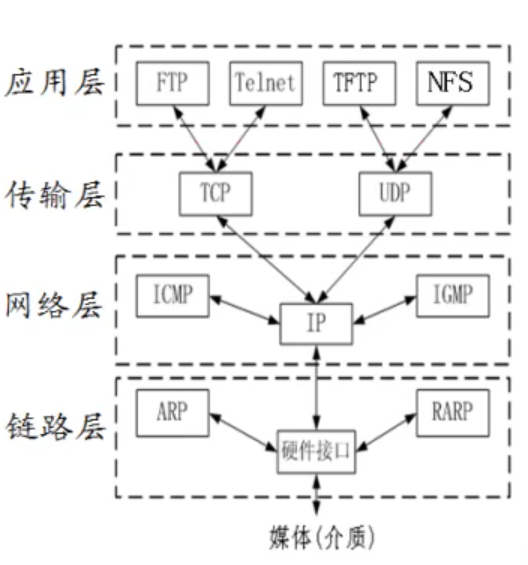 应用层 FTP Telnet TFTP NFS
传输层 TCP UDP
网络层 ICMP IP IGMP
链路层 ARP RARP
硬件接口
媒体(介质)